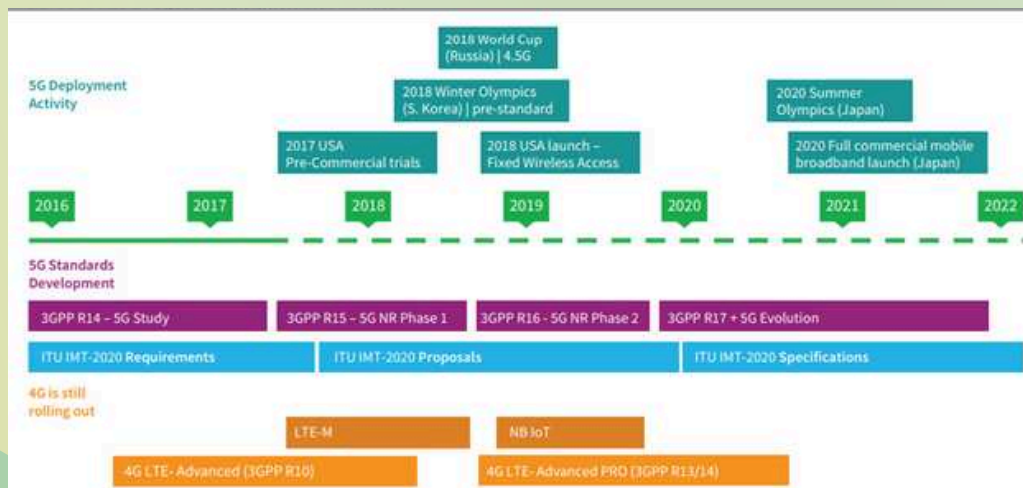 2018 World Cup
(Russia) | 4.5G
5G Deployment
Activity
2018 Winter Olympics
(S. Korea) | pre-standard
2020 Summer
Olympics (Japan)
2017 USA
Pre-Commercial trials
2018 USA launch –
Fixed Wireless Access
2020 Full commercial mobile
broadband launch (Japan)
2016 2017 2018 2019 2020 2021 2022
5G Standards
Development
3GPP R14 – 5G Study
3GPP R15 – 5G NR Phase 1
3GPP R16 - 5G NR Phase 2
3GPP R17 + 5G Evolution
ITU IMT-2020 Requirements
ITU IMT-2020 Proposals
ITU IMT-2020 Specifications
4G is still
rolling out
LTE-M
NB IoT
4G LTE- Advanced (3GPP R10)
4G LTE- Advanced PRO (3GPP R13/14)